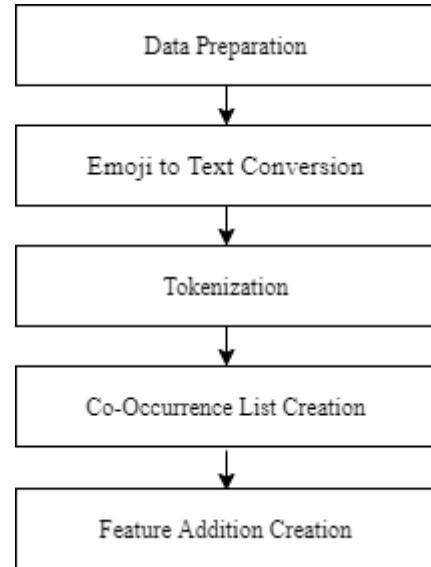 Data Preparation
Emoji to Text Conversion
Tokenization
Co-Occurrence List Creation
Feature Addition Creation